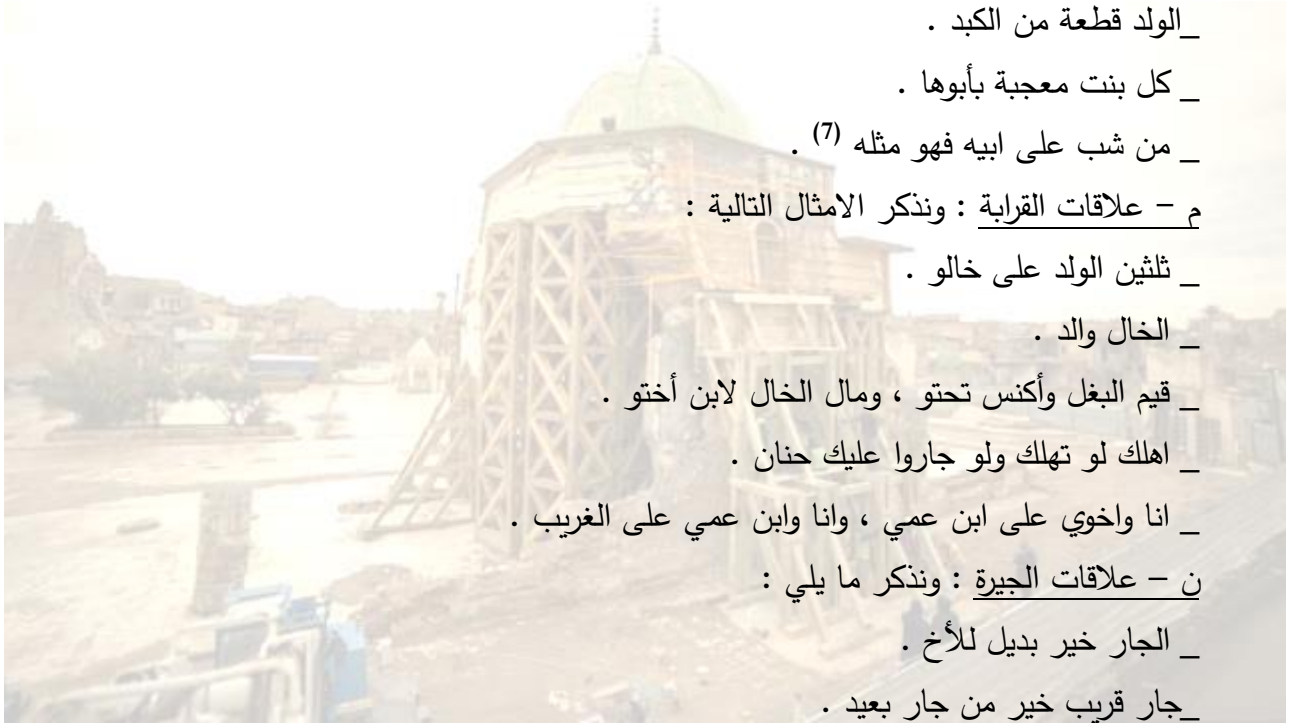 _الولد قطعة من الكبد .
_ كل بنت معجبة بأبوها .
_ من شب على ابيه فهو مثله (7) .
م – علاقات القرابة : ونذكر الامثال التالية :
_ ثلثين الولد على خالو .
_ الخال والد .
_ قيم البغل وأكنس تحتو ، ومال الخال لابن أختو .
_ اهلك لو تهلك ولو جاروا عليك حنان .
_ انا واخوي على ابن عمي ، وانا وابن عمي على الغريب .
ن – علاقات الجيرة : ونذكر ما يلي :
_ الجار خير بديل للأخ .
_جار قريب خير من جار بعيد .